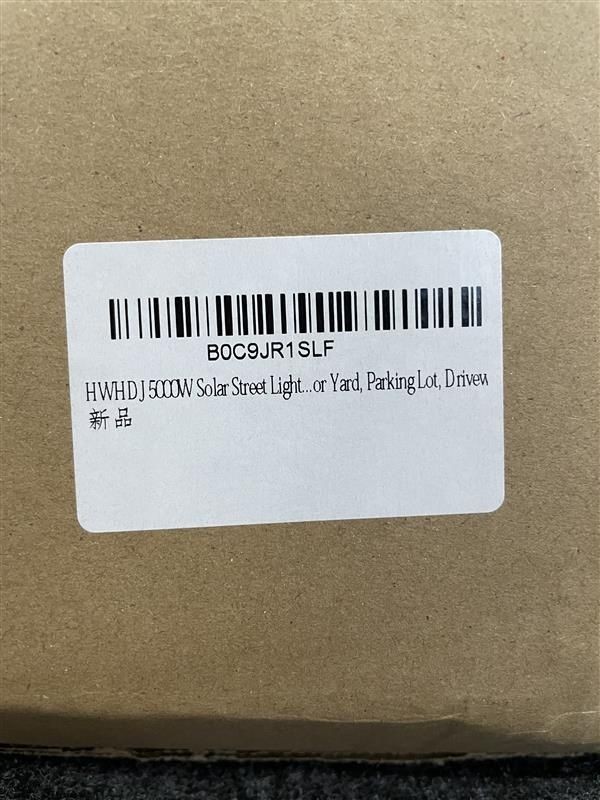 B0C9JR1SLF
HWHDJ 5000W Solar Street Light...or Yard, Parking Lot, Drivew
新品